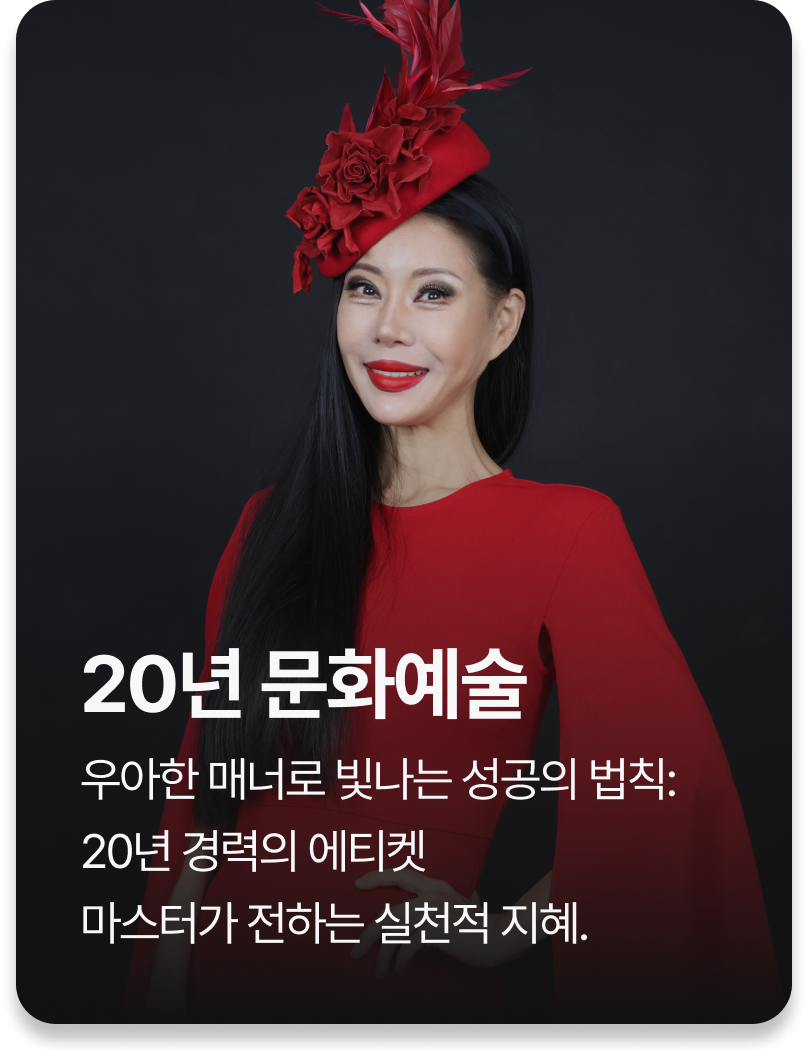 20년 문화예술
우아한 매너로 빛나는 성공의 법칙:
20년 경력의 에티켓
마스터가 전하는 실천적 지혜.